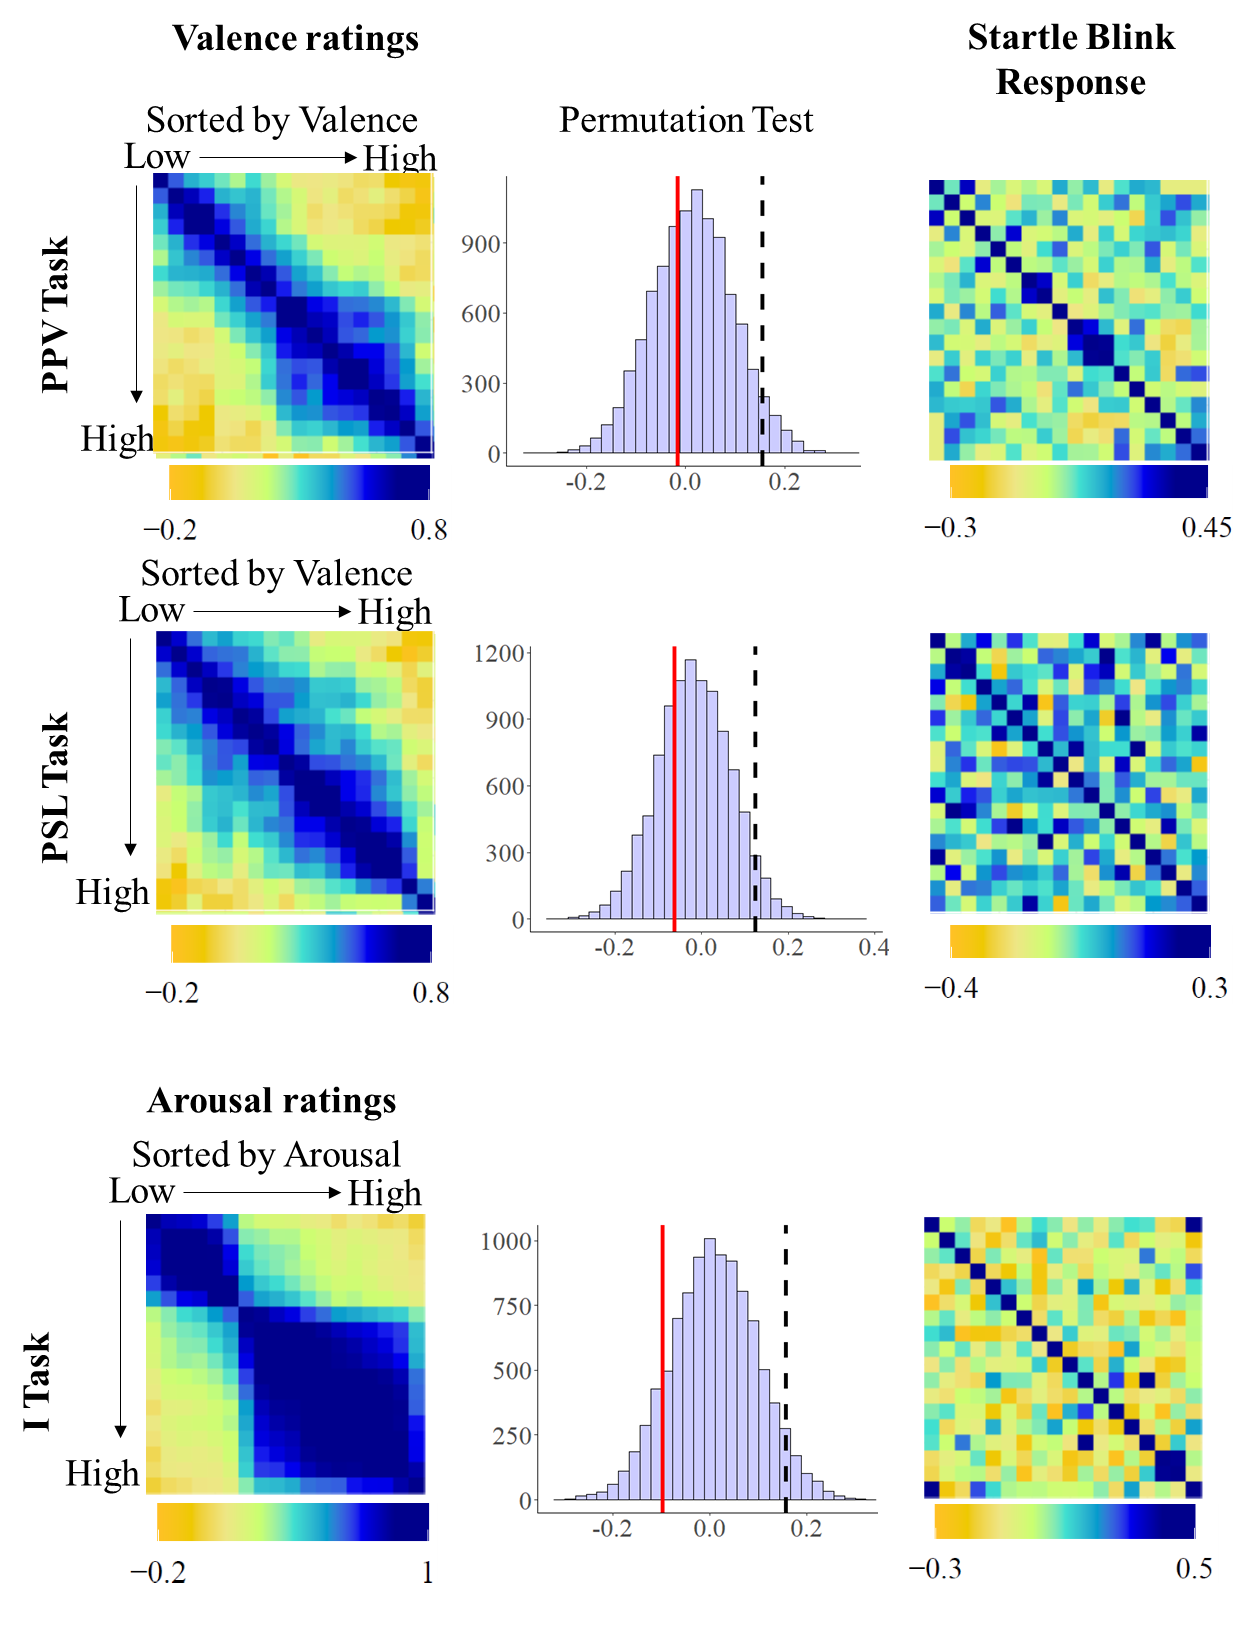 Valence ratings
Startle Blink
Response
Sorted by Valence
Permutation Test
Low
High
PPV Task
High
900
600
300
0
-0.2
0.0
0.2
−0.2
0.8
−0.3
0.45
Sorted by Valence
Low
High
PSL Task
High
1200
900
600
300
0
-0.2
0.0
0.2
0.4
−0.2
0.8
−0.4
0.3
Arousal ratings
Sorted by Arousal
Low
High
I Task
High
1000
750
500
250
0
-0.2
0.0
0.2
−0.2
1
−0.3
0.5